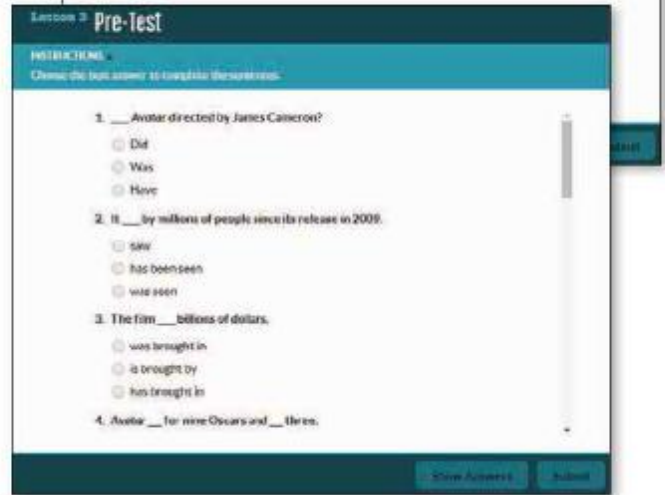 Lesson 3 Pre-Test
INSTRUCTIONS
Choose the best answer to complete the sentences.
1. ___ Avatar directed by James Cameron?
Did
Was
Have
2. It ___ by millions of people since its release in 2009.
saw
has been seen
was seen
3. The film ___ billions of dollars.
was brought in
is brought by
has brought in
4. Avatar __ for nine Oscars and __ three.
Show Answers Submit
Submit